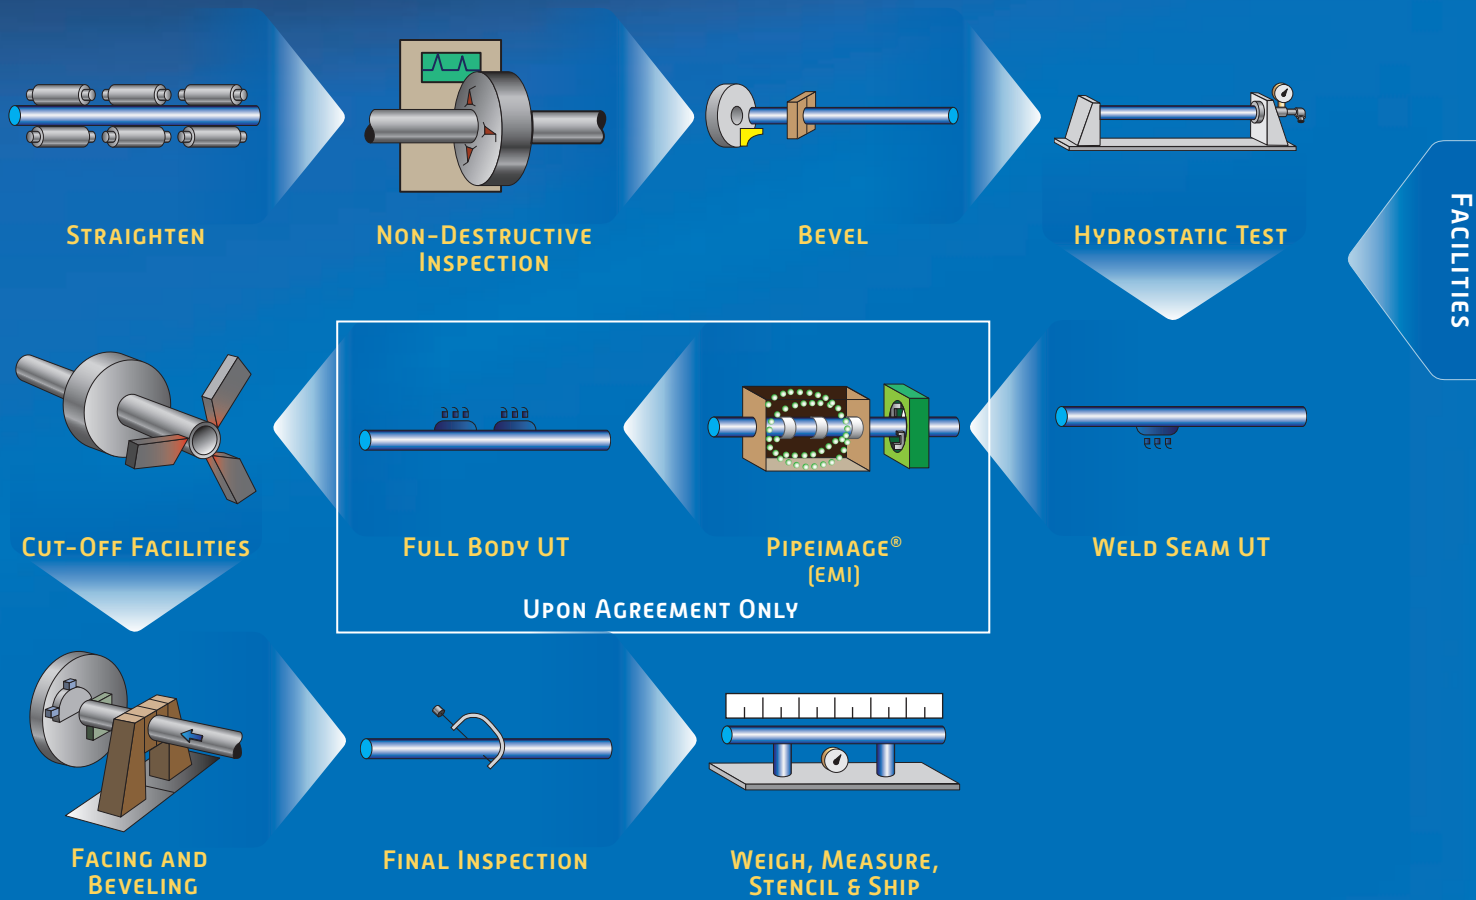 STRAIGHTEN
NON-DESTRUCTIVE
INSPECTION
BEVEL
HYDROSTATIC TEST
FACILITIES
CUT-OFF FACILITIES
FULL BODY UT
PIPEIMAGE®
(EMI)
WELD SEAM UT
UPON AGREEMENT ONLY
FACING AND
BEVELING
FINAL INSPECTION
WEIGH, MEASURE,
STENCIL & SHIP